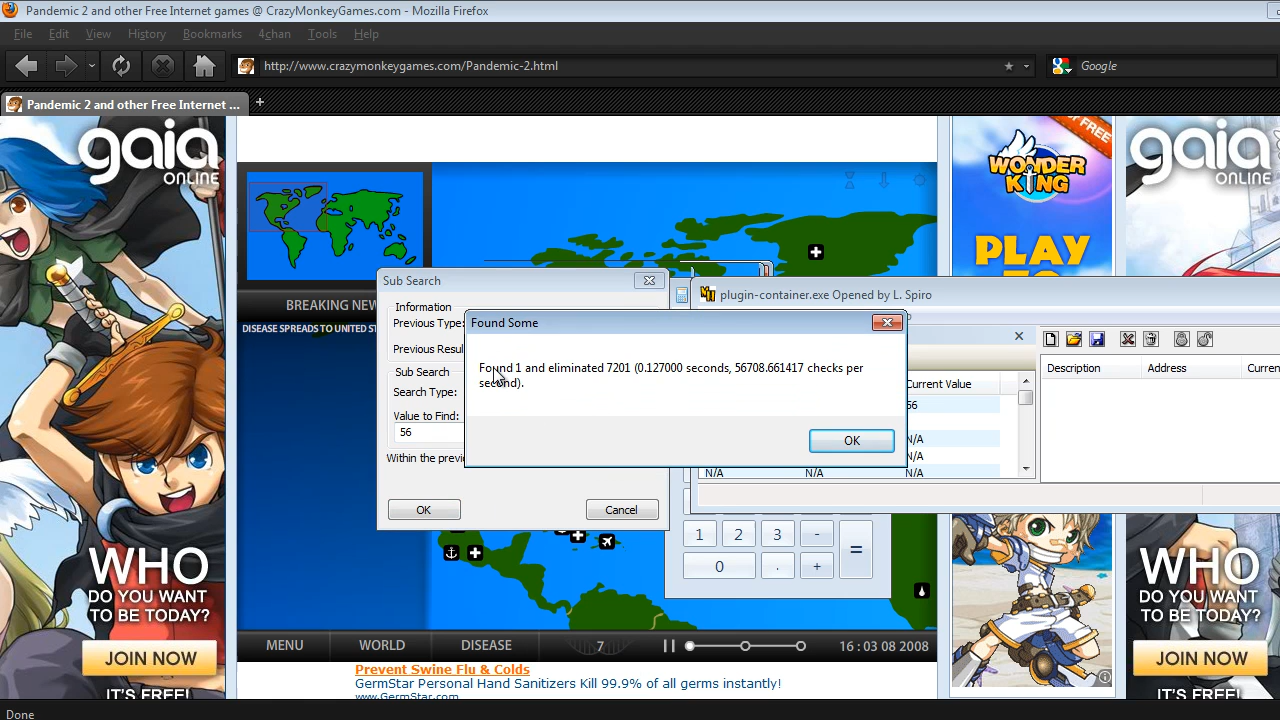 Pandemic 2 and other Free Internet games @ CrazyMonkeyGames.com - Mozilla Firefox
File Edit View History Bookmarks 4chan Tools Help
http://www.crazymonkeygames.com/Pandemic-2.html
Google
Pandemic 2 and other Free Internet ...
gaia
ONLINE
WHO
DO YOU WANT
TO BE TODAY?
JOIN NOW
IT'S FREE!
BREAKING NEW
DISEASE SPREADS TO UNITED ST
Sub Search
Information
Previous Type:
Previous Resul
Sub Search
Search Type:
Value to Find:
56
Within the previ
OK
Cancel
Found Some
Found 1 and eliminated 7201 (0.127000 seconds, 56708.661417 checks per
second).
OK
plugin-container.exe Opened by L. Spiro
Current Value
56
N/A
N/A
N/A N/A N/A
Description Address Curren
1 2 3 -
=
0 . +
MENU WORLD DISEASE 7 16 : 03 08 2008
Prevent Swine Flu & Colds
GermStar Personal Hand Sanitizers Kill 99.9% of all germs instantly!
www.GermStar.com
FREE
WONDER
KING
PLAY
gaia
ONLINE
WHO
DO YOU WANT
TO BE TODAY?
JOIN NOW
IT'S FREE!
Done